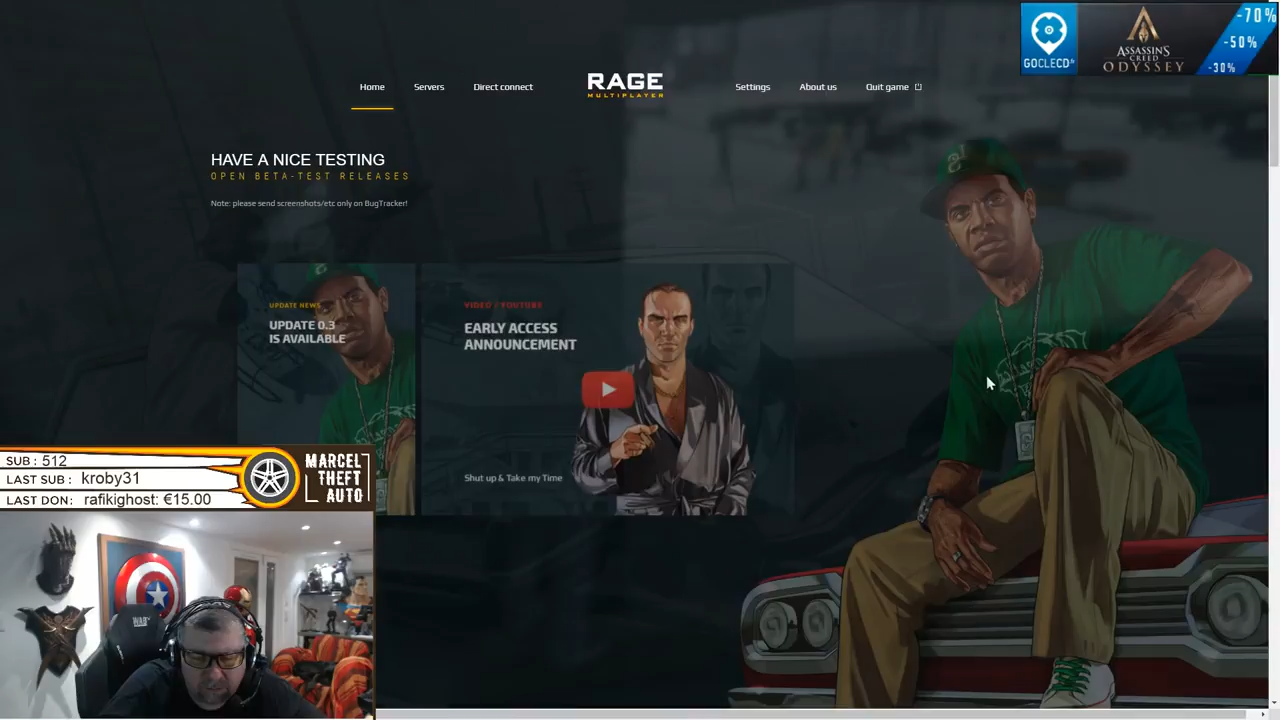 -70%
-50%
-30%
GOCLECD.fr
ASSASSIN'S
CREED
ODYSSEY
Home
Servers
Direct connect
RAGE
MULTIPLAYER
Settings
About us
Quit game
HAVE A NICE TESTING
OPEN BETA-TEST RELEASES
Note: please send screenshots/etc only on BugTracker!
UPDATE NEWS
UPDATE 0.3
IS AVAILABLE
VIDEO / YOUTUBE
EARLY ACCESS
ANNOUNCEMENT
Shut up & Take my Time
SUB : 512
LAST SUB : kroby31
LAST DON: rafikighost: €15.00
MARCEL
THEFT
AUTO